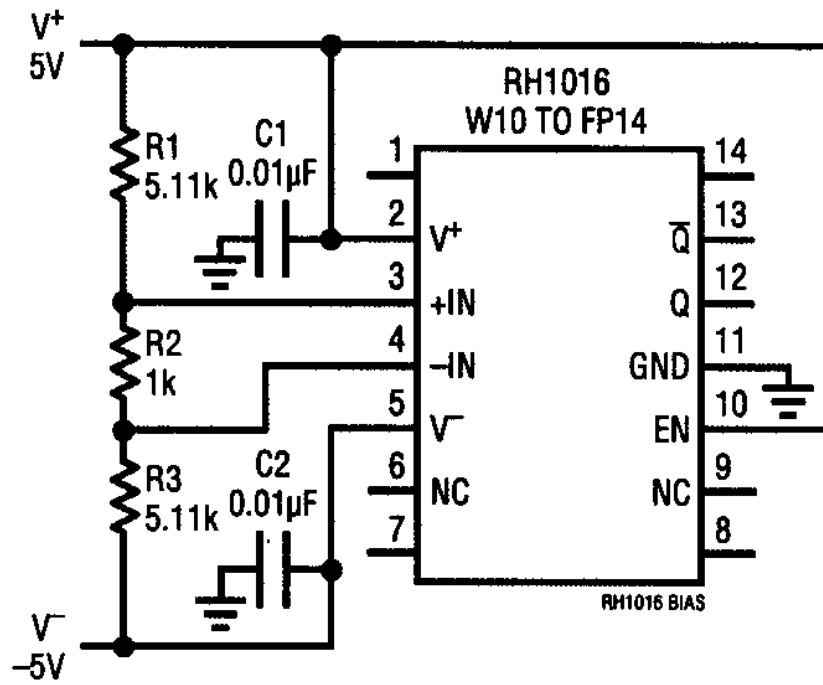 V⁺
5V
RH1016
W10 TO FP14
R1
5.11k
C1
0.01µF
1
14
2
V⁺
Q̅
13
3
+IN
Q
12
R2
1k
4
–IN
GND
11
5
V⁻
EN
10
R3
5.11k
C2
0.01µF
6
NC
NC
9
7
8
RH1016 BIAS
V⁻
–5V